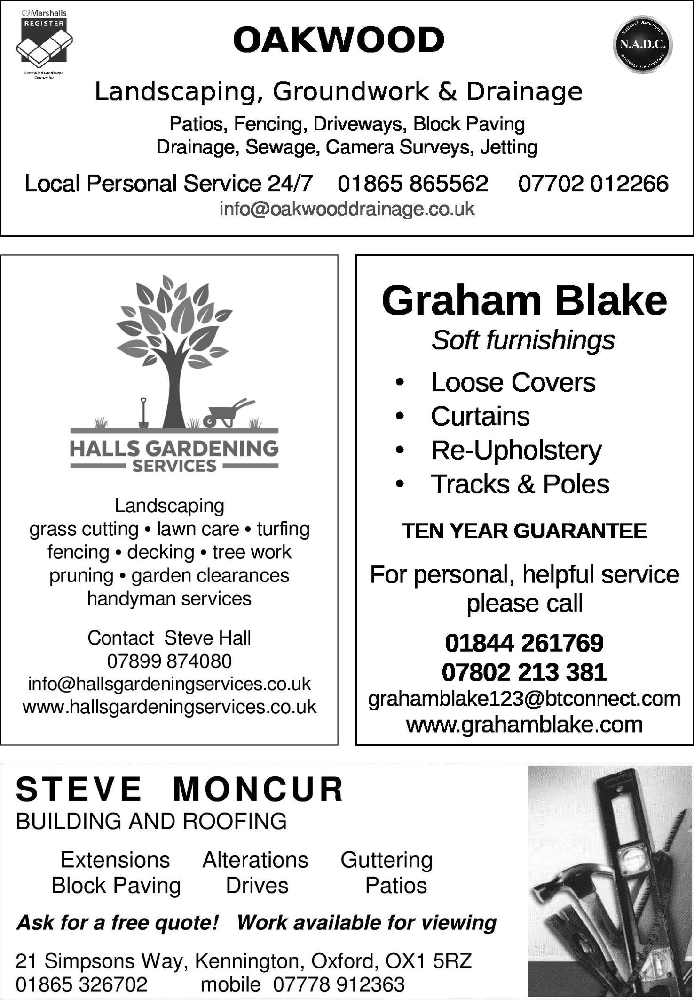 Marshalls
REGISTER
Accredited Landscape
Contractor
OAKWOOD
National Association
N.A.D.C.
Drainage Contractors
Landscaping, Groundwork & Drainage
Patios, Fencing, Driveways, Block Paving
Drainage, Sewage, Camera Surveys, Jetting
Local Personal Service 24/7 01865 865562 07702 012266
info@oakwooddrainage.co.uk
HALLS GARDENING
SERVICES
Landscaping
grass cutting • lawn care • turfing
fencing • decking • tree work
pruning • garden clearances
handyman services
Contact Steve Hall
07899 874080
info@hallsgardeningservices.co.uk
www.hallsgardeningservices.co.uk
Graham Blake
Soft furnishings
• Loose Covers
• Curtains
• Re-Upholstery
• Tracks & Poles
TEN YEAR GUARANTEE
For personal, helpful service
please call
01844 261769
07802 213 381
grahamblake123@btconnect.com
www.grahamblake.com
STEVE MONCUR
BUILDING AND ROOFING
Extensions Alterations Guttering
Block Paving Drives Patios
Ask for a free quote! Work available for viewing
21 Simpsons Way, Kennington, Oxford, OX1 5RZ
01865 326702 mobile 07778 912363